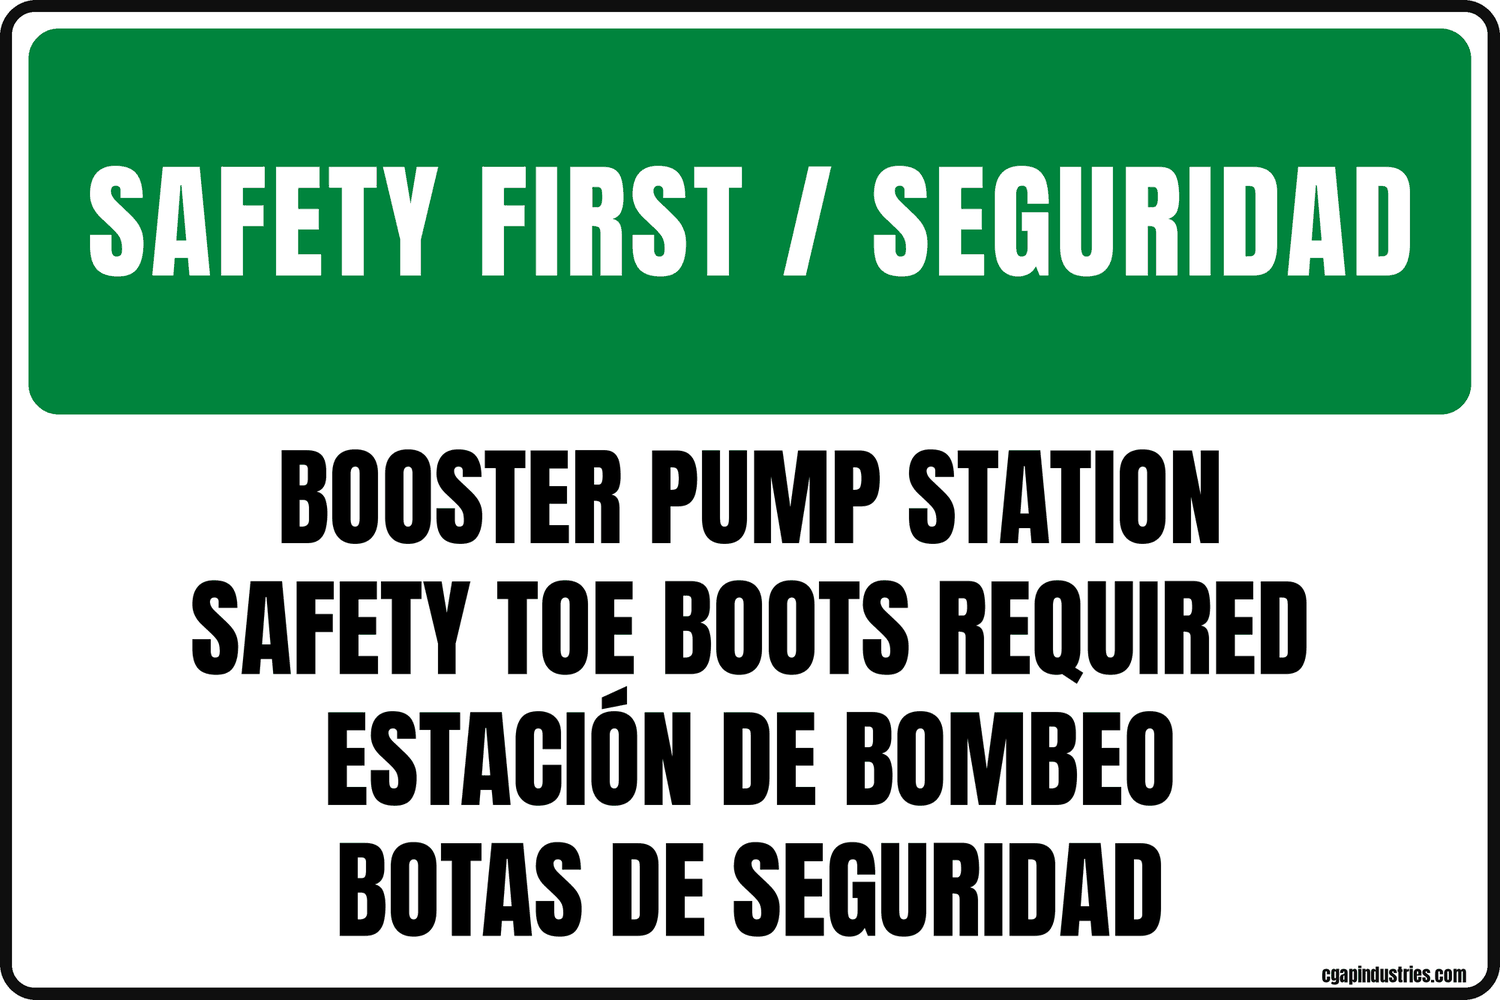 SAFETY FIRST / SEGURIDAD
BOOSTER PUMP STATION
SAFETY TOE BOOTS REQUIRED
ESTACIÓN DE BOMBEO
BOTAS DE SEGURIDAD
cgapindustries.com